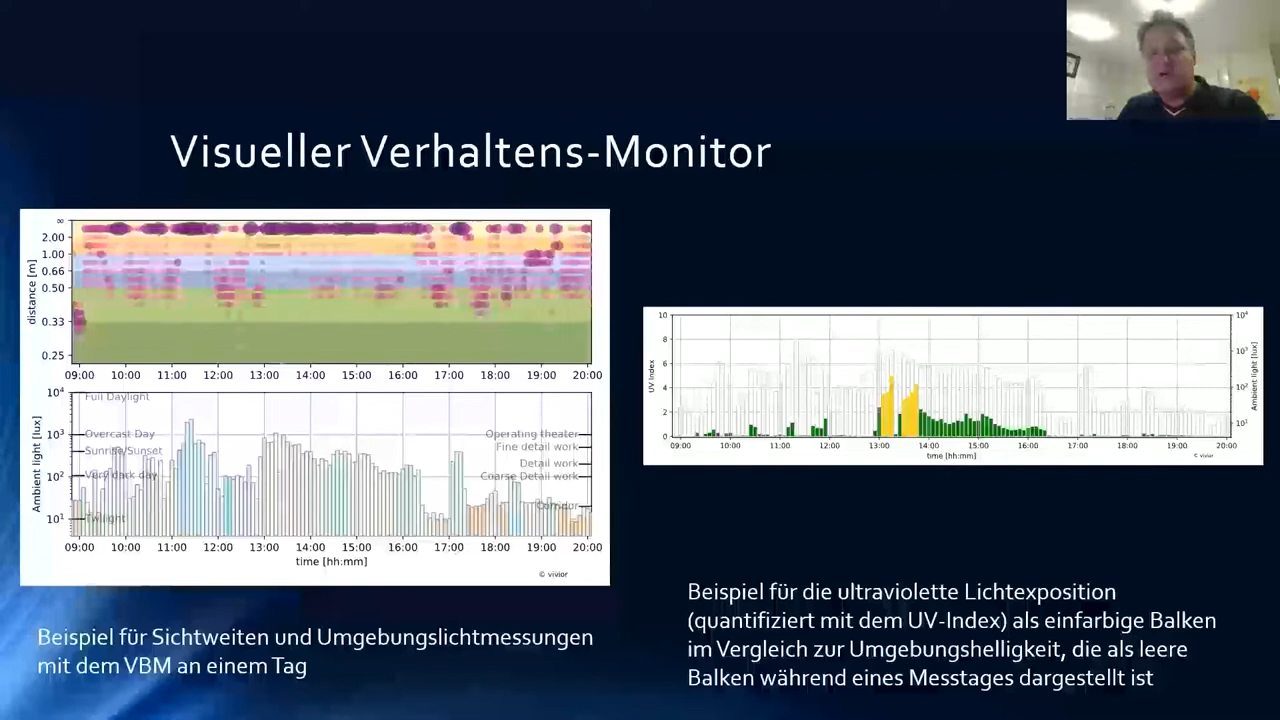 Visueller Verhaltens-Monitor
distance [m]
∞
2.00
1.00
0.66
0.50
0.33
0.25
09:00 10:00 11:00 12:00 13:00 14:00 15:00 16:00 17:00 18:00 19:00 20:00
Ambient light [lux]
10⁴
10³
10²
10¹
Full Daylight
Overcast Day
Sunrise/Sunset
Very dark day
Twilight
Operating theater
Fine detail work
Detail work
Coarse Detail work
Corridor
09:00 10:00 11:00 12:00 13:00 14:00 15:00 16:00 17:00 18:00 19:00 20:00
time [hh:mm]
© vivior
Beispiel für Sichtweiten und Umgebungslichtmessungen
mit dem VBM an einem Tag
UV Index
10
8
6
4
2
0
10⁴
10³
10²
10¹
Ambient light [lux]
09:00 10:00 11:00 12:00 13:00 14:00 15:00 16:00 17:00 18:00 19:00 20:00
time [hh:mm]
© vivior
Beispiel für die ultraviolette Lichtexposition
(quantifiziert mit dem UV-Index) als einfarbige Balken
im Vergleich zur Umgebungshelligkeit, die als leere
Balken während eines Messtages dargestellt ist